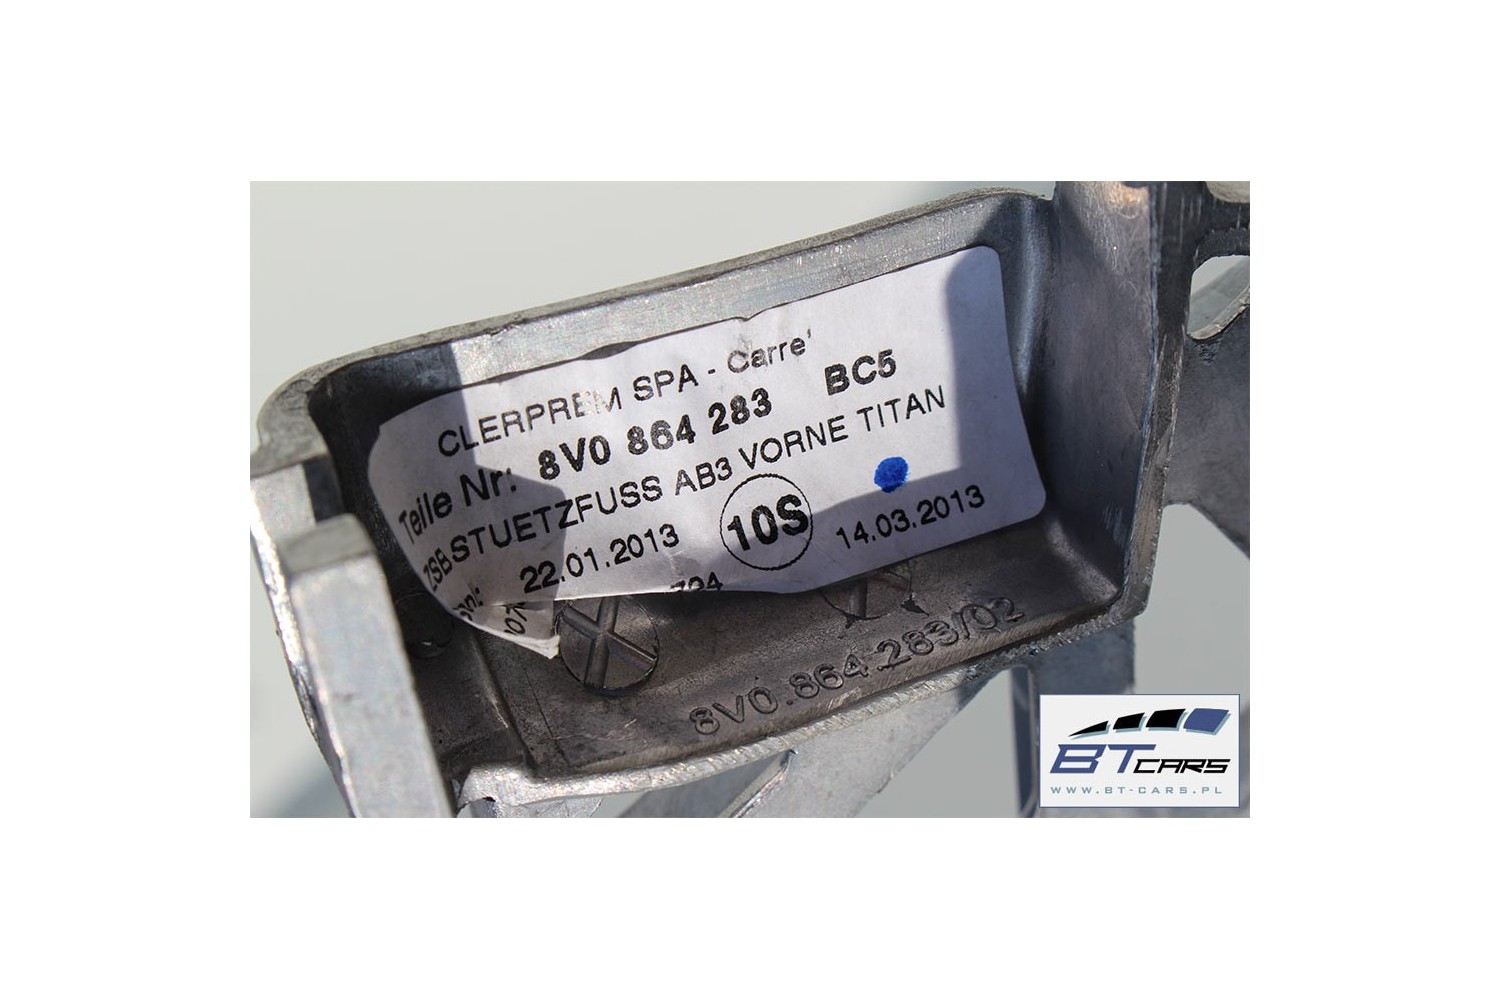 CLERPREM SPA - Carre'
Teile Nr: 8V0 864 283 BC5
ZSB STUETZFUSS AB3 VORNE TITAN
22.01.2013 10S 14.03.2013
8V0.864.283/02
BT CARS
WWW.BT-CARS.PL